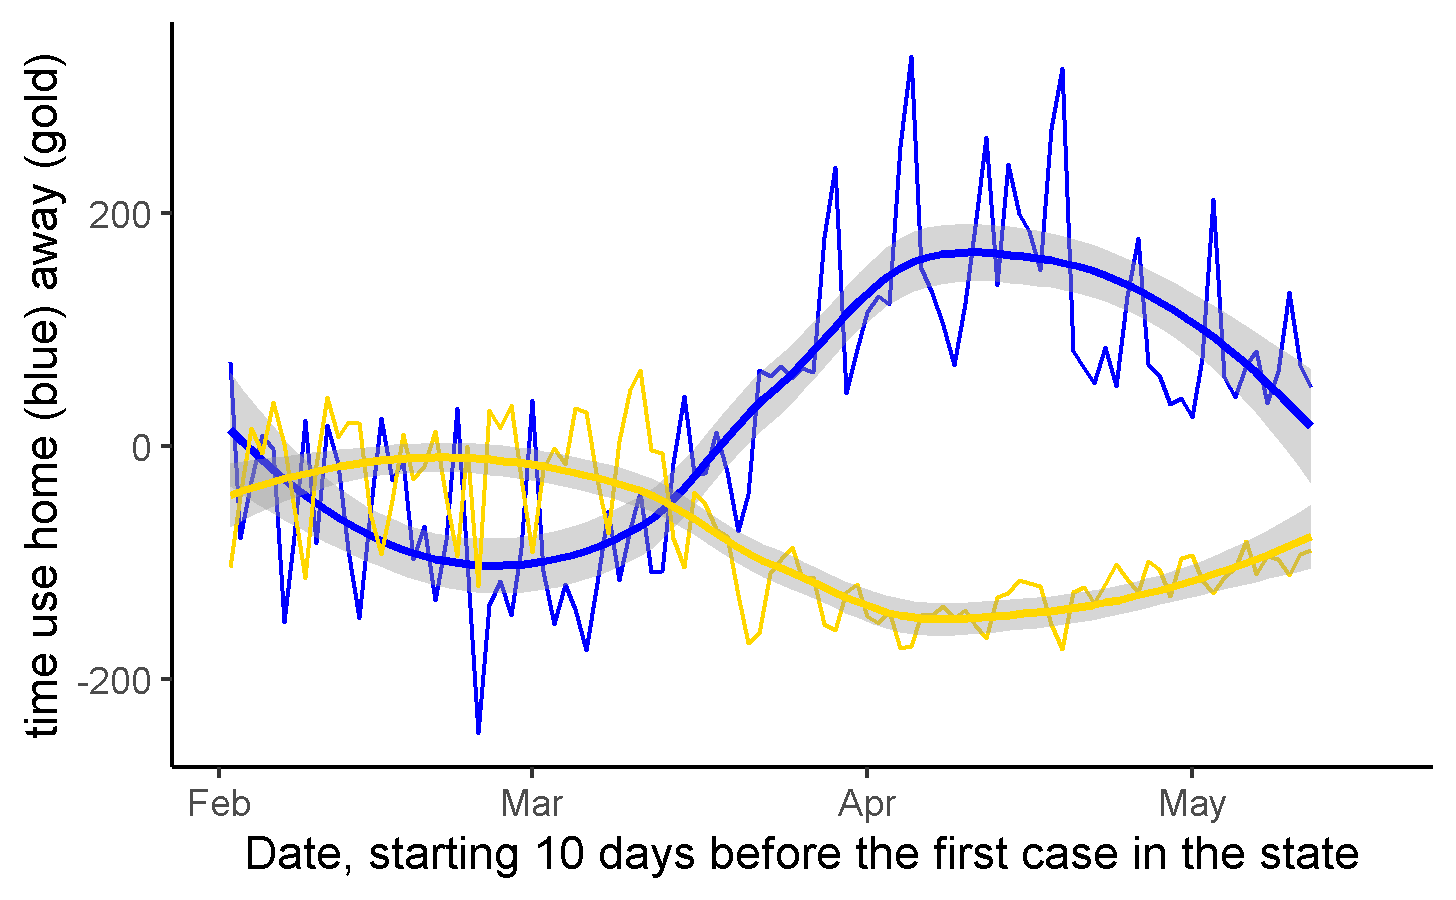 time use home (blue) away (gold)
200
0
-200
Feb
Mar
Apr
May
Date, starting 10 days before the first case in the state